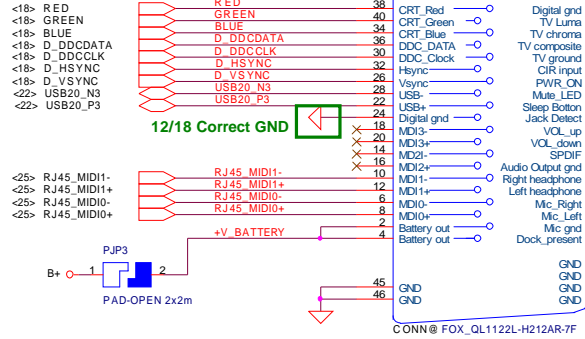 <18> RED RED 38 CRT_Red Digital gnd
<18> GREEN GREEN 40 CRT_Green TV Luma
<18> BLUE BLUE 34 CRT_Blue TV chroma
<18> D_DDCDATA D_DDCDATA 36 DDC_DATA TV composite
<18> D_DDCCLK D_DDCCLK 30 DDC_Clock TV ground
<18> D_HSYNC D_HSYNC 32 Hsync CIR input
<18> D_VSYNC D_VSYNC 26 Vsync PWR_ON
<22> USB20_N3 USB20_N3 28 USB- Mute_LED
<22> USB20_P3 USB20_P3 22 USB+ Sleep Botton
24 Digital gnd Jack Detect
12/18 Correct GND 18 MDI3- VOL_up
20 MDI3+ VOL_down
14 MD2I- SPDIF
16 MDI2+ Audio Output gnd
<25> RJ45_MIDI1- RJ45_MIDI1- 10 MDI1- Right headphone
<25> RJ45_MIDI1+ RJ45_MIDI1+ 12 MDI1+ Left headphone
<25> RJ45_MIDI0- RJ45_MIDI0- 6 MDI0- Mic_Right
<25> RJ45_MIDI0+ RJ45_MIDI0+ 8 MDI0+ Mic_Left
2 Battery out Mic gnd
+V_BATTERY 4 Battery out Dock_present
PJP3
B+ 1 2
PAD-OPEN 2x2m
GND
GND
45 GND GND
46 GND GND
CONN@ FOX_QL1122L-H212AR-7F